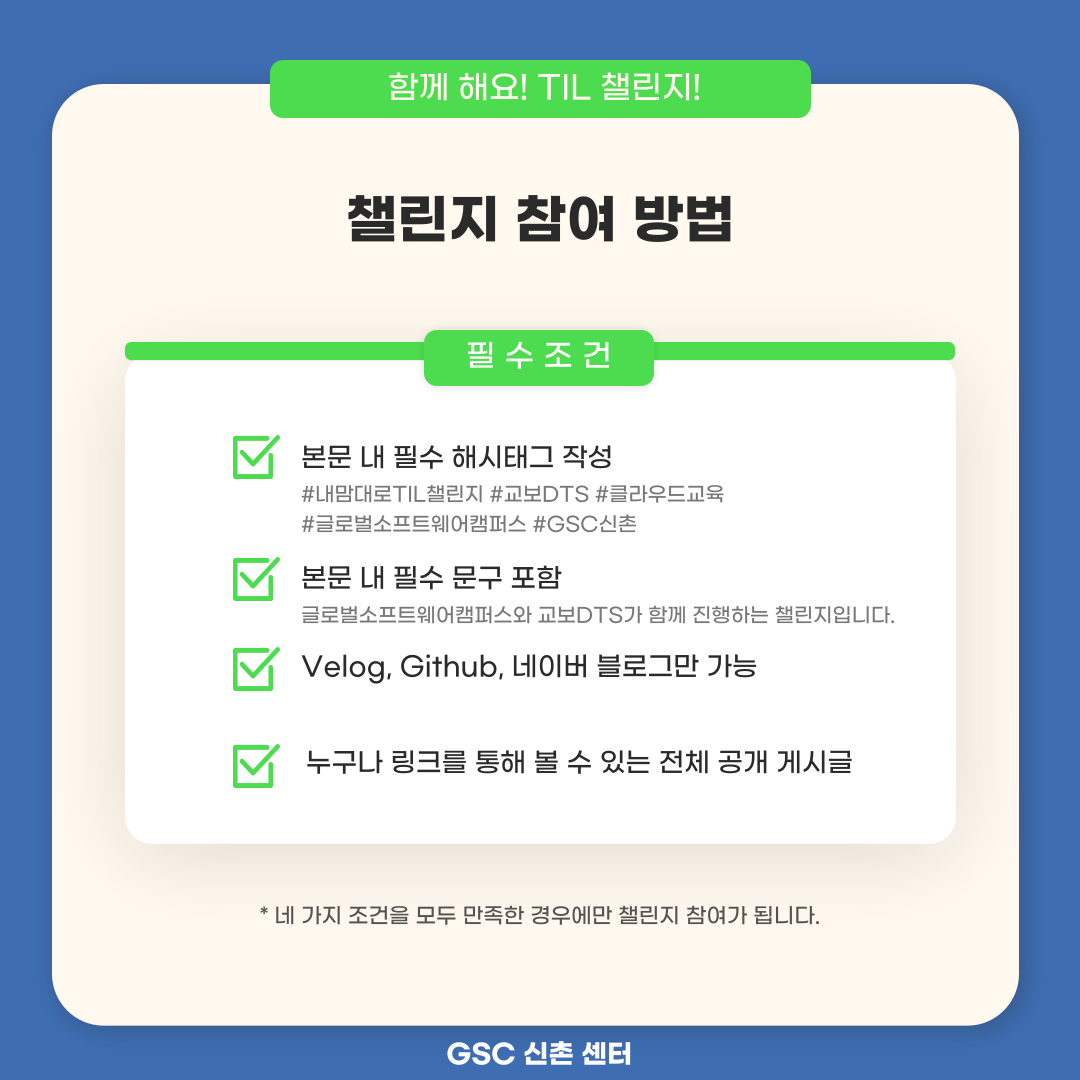 함께 해요! TIL 챌린지!
챌린지 참여 방법
필수조건
본문 내 필수 해시태그 작성
#내맘대로TIL챌린지 #교보DTS #클라우드교육
#글로벌소프트웨어캠퍼스 #GSC신촌
본문 내 필수 문구 포함
글로벌소프트웨어캠퍼스와 교보DTS가 함께 진행하는 챌린지입니다.
Velog, Github, 네이버 블로그만 가능
누구나 링크를 통해 볼 수 있는 전체 공개 게시글
* 네 가지 조건을 모두 만족한 경우에만 챌린지 참여가 됩니다.
GSC 신촌 센터